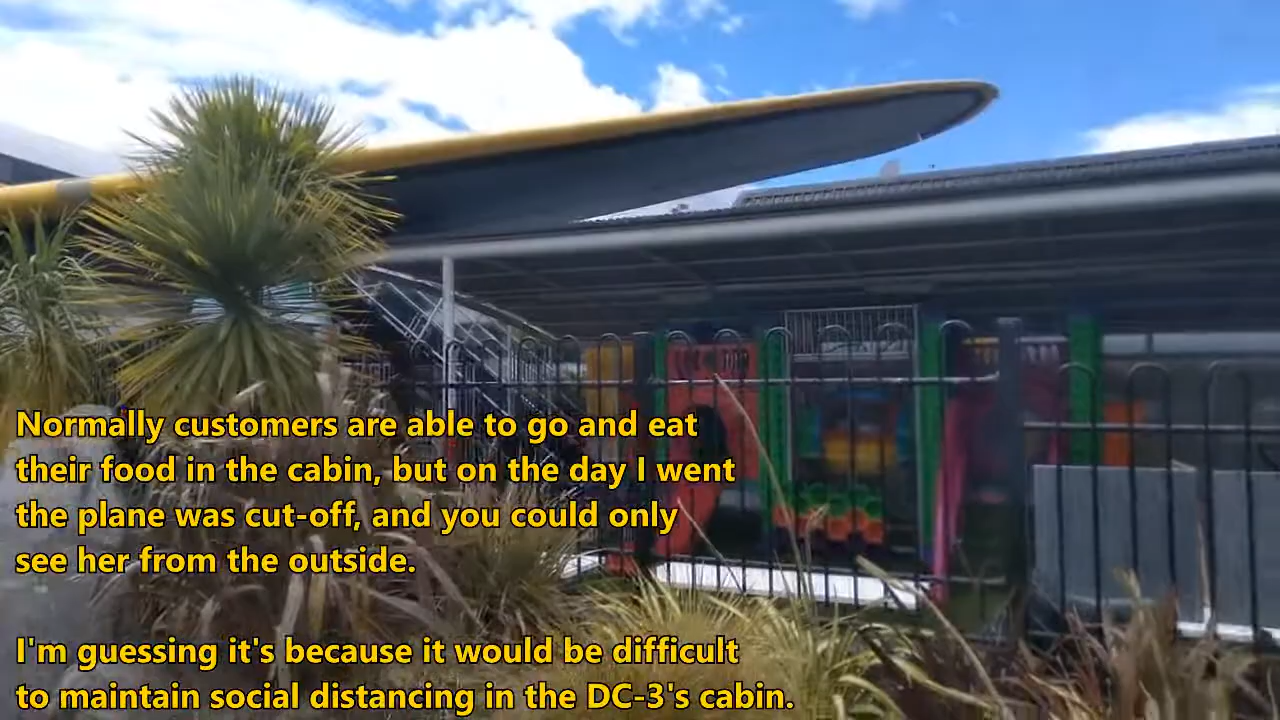 Normally customers are able to go and eat
their food in the cabin, but on the day I went
the plane was cut-off, and you could only
see her from the outside.
I'm guessing it's because it would be difficult
to maintain social distancing in the DC-3's cabin.